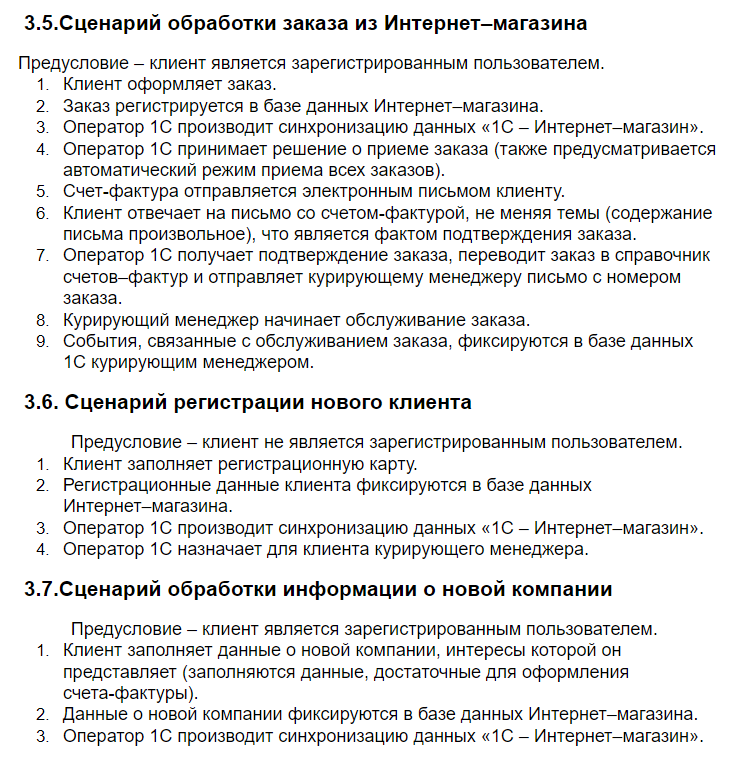 3.5.Сценарий обработки заказа из Интернет–магазина
Предусловие – клиент является зарегистрированным пользователем.
1. Клиент оформляет заказ.
2. Заказ регистрируется в базе данных Интернет–магазина.
3. Оператор 1С производит синхронизацию данных «1С – Интернет–магазин».
4. Оператор 1С принимает решение о приеме заказа (также предусматривается
автоматический режим приема всех заказов).
5. Счет-фактура отправляется электронным письмом клиенту.
6. Клиент отвечает на письмо со счетом-фактурой, не меняя темы (содержание
письма произвольное), что является фактом подтверждения заказа.
7. Оператор 1С получает подтверждение заказа, переводит заказ в справочник
счетов–фактур и отправляет курирующему менеджеру письмо с номером
заказа.
8. Курирующий менеджер начинает обслуживание заказа.
9. События, связанные с обслуживанием заказа, фиксируются в базе данных
1С курирующим менеджером.
3.6. Сценарий регистрации нового клиента
Предусловие – клиент не является зарегистрированным пользователем.
1. Клиент заполняет регистрационную карту.
2. Регистрационные данные клиента фиксируются в базе данных
Интернет–магазина.
3. Оператор 1С производит синхронизацию данных «1С – Интернет–магазин».
4. Оператор 1С назначает для клиента курирующего менеджера.
3.7.Сценарий обработки информации о новой компании
Предусловие – клиент является зарегистрированным пользователем.
1. Клиент заполняет данные о новой компании, интересы которой он
представляет (заполняются данные, достаточные для оформления
счета-фактуры).
2. Данные о новой компании фиксируются в базе данных Интернет–магазина.
3. Оператор 1С производит синхронизацию данных «1С – Интернет–магазин».